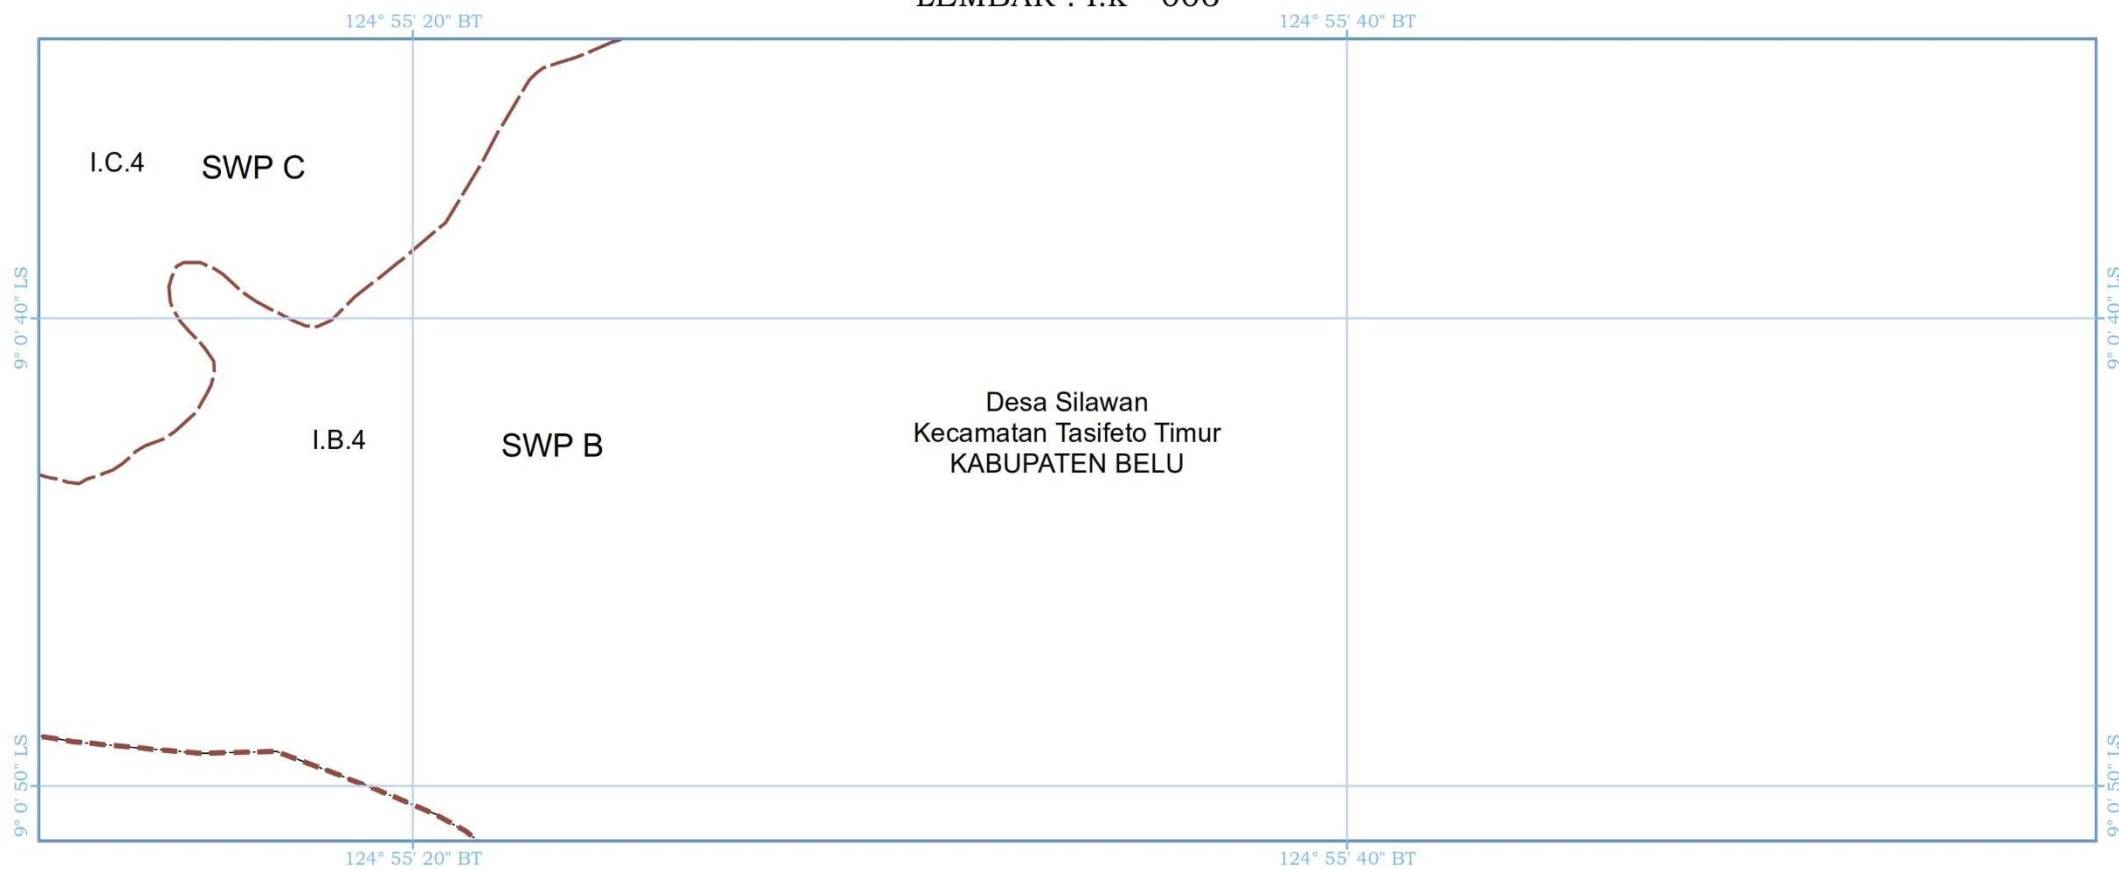 LEMBAR :
124° 55' 20" BT
124° 55' 40" BT
I.C.4
SWP C
9° 0' 40" LS
9° 0' 40" LS
Desa Silawan
Kecamatan Tasifeto Timur
KABUPATEN BELU
I.B.4
SWP B
9° 0' 50" LS
9° 0' 50" LS
124° 55' 20" BT
124° 55' 40" BT